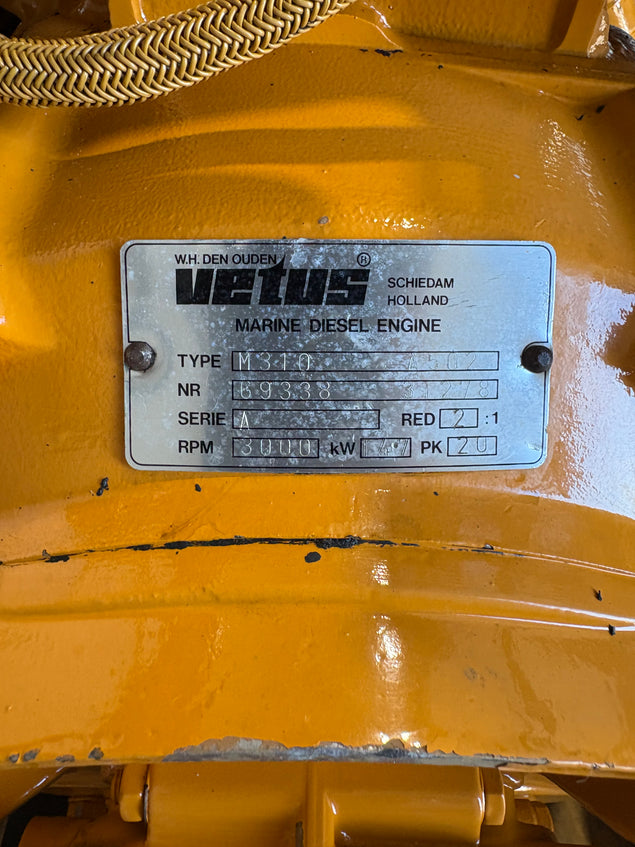 W.H. DEN OUDEN
vetus ®
SCHIEDAM
HOLLAND
MARINE DIESEL ENGINE
TYPE M310
NR
SERIE A RED 2 :1
RPM 3000 kW PK 20